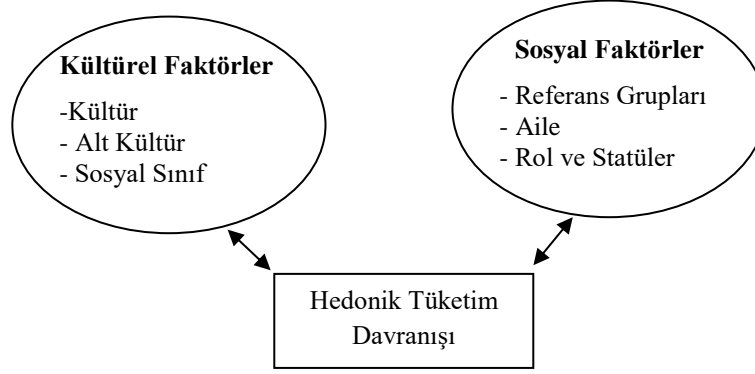 Kültürel Faktörler
-Kültür
- Alt Kültür
- Sosyal Sınıf
Sosyal Faktörler
- Referans Grupları
- Aile
- Rol ve Statüler
Hedonik Tüketim
Davranışı